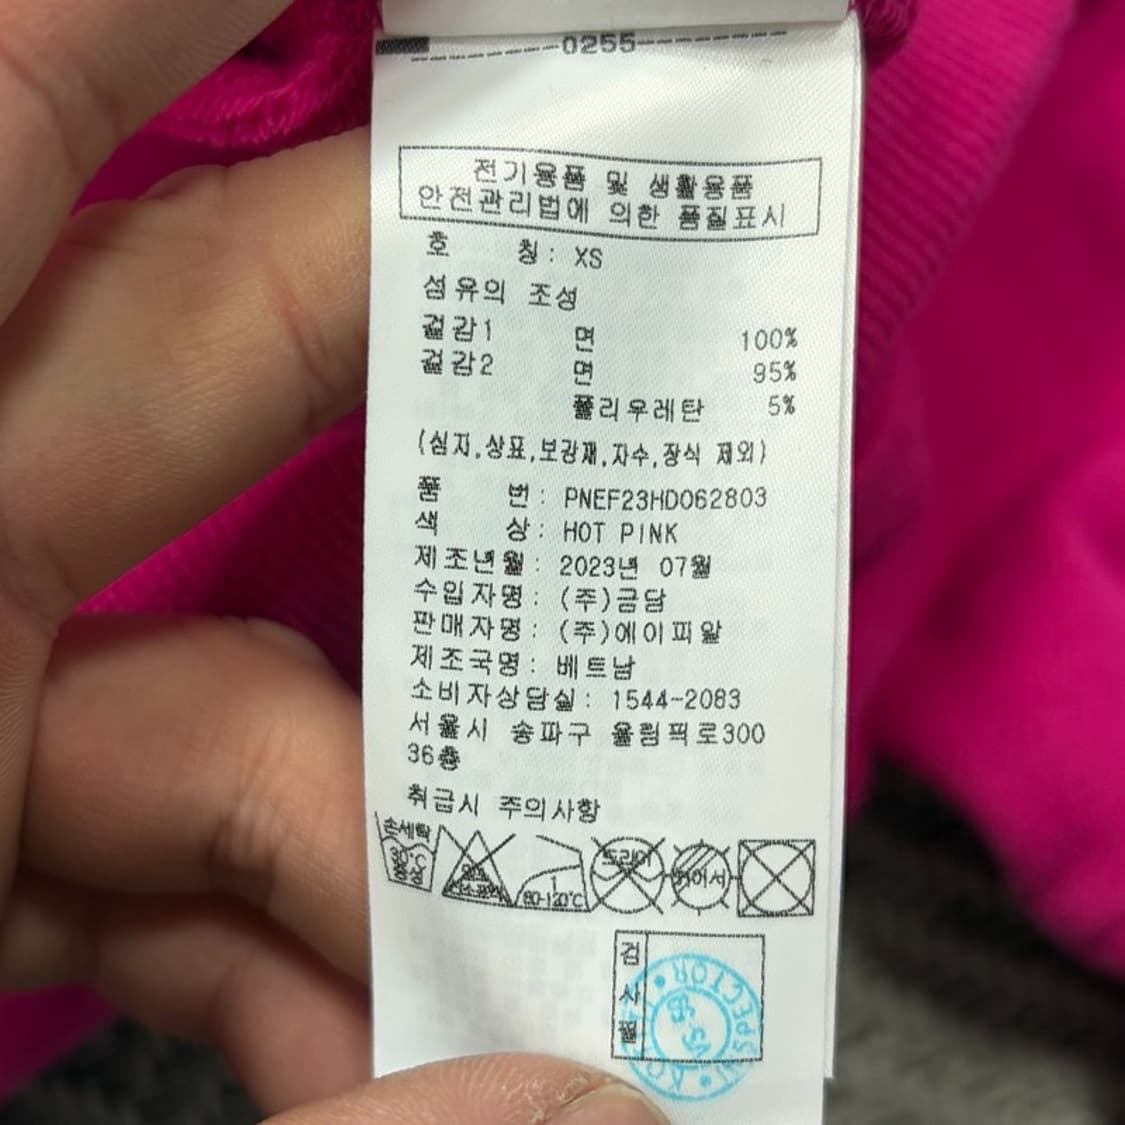 0255
전기용품 및 생활용품
안전관리법에 의한 품질표시
호 칭: XS
섬유의 조성
겉감1 면 100%
겉감2 면 95%
폴리우레탄 5%
(심지,상표,보강재,자수,장식 제외)
품 번: PNEF23HD062803
색 상: HOT PINK
제조년월: 2023년 07월
수입자명: (주)금담
판매자명: (주)에이피알
제조국명: 베트남
소비자상담실: 1544-2083
서울시 송파구 올림픽로300
36층
취급시 주의사항
손세탁 드라이 뉘어서
30℃ 1
80-120℃
검사필
INSPECTOR